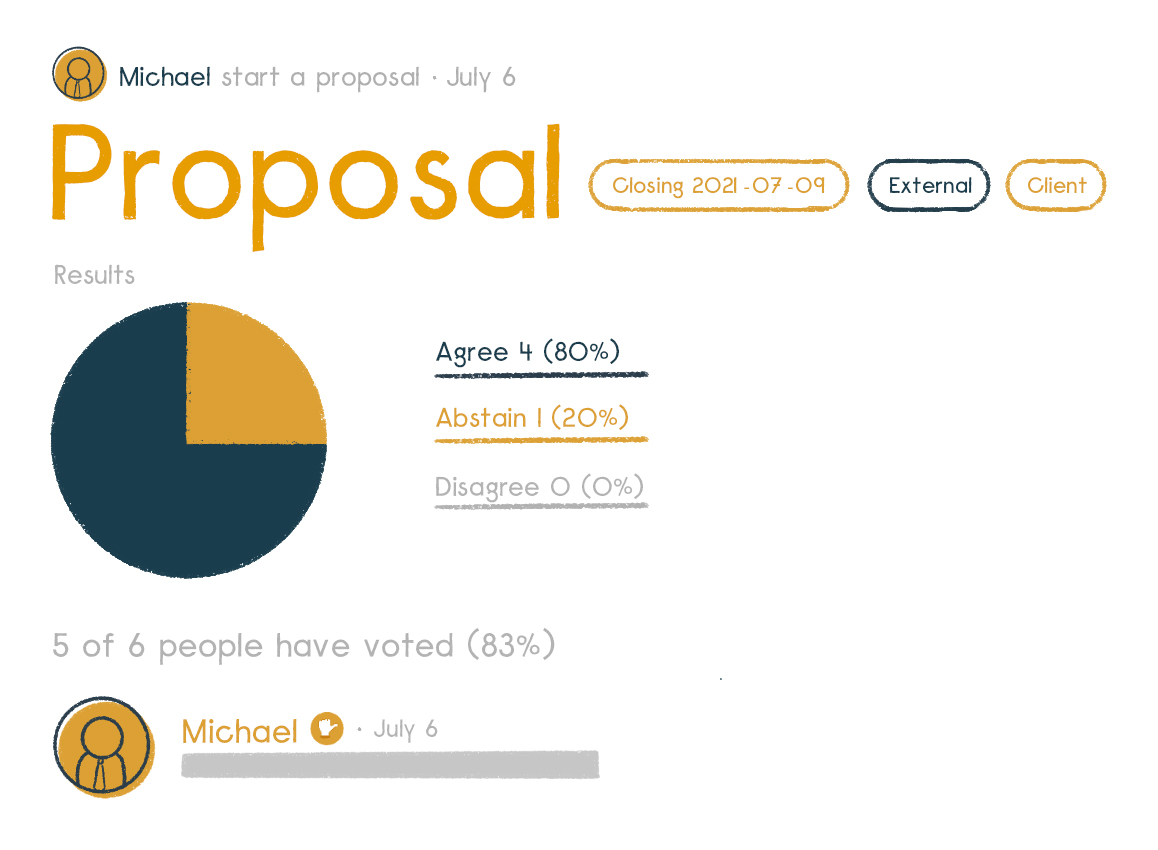 Michael start a proposal · July 6
Proposal
Closing 2021-07-09
External
Client
Results
Agree 4 (80%)
Abstain 1 (20%)
Disagree 0 (0%)
5 of 6 people have voted (83%)
Michael · July 6